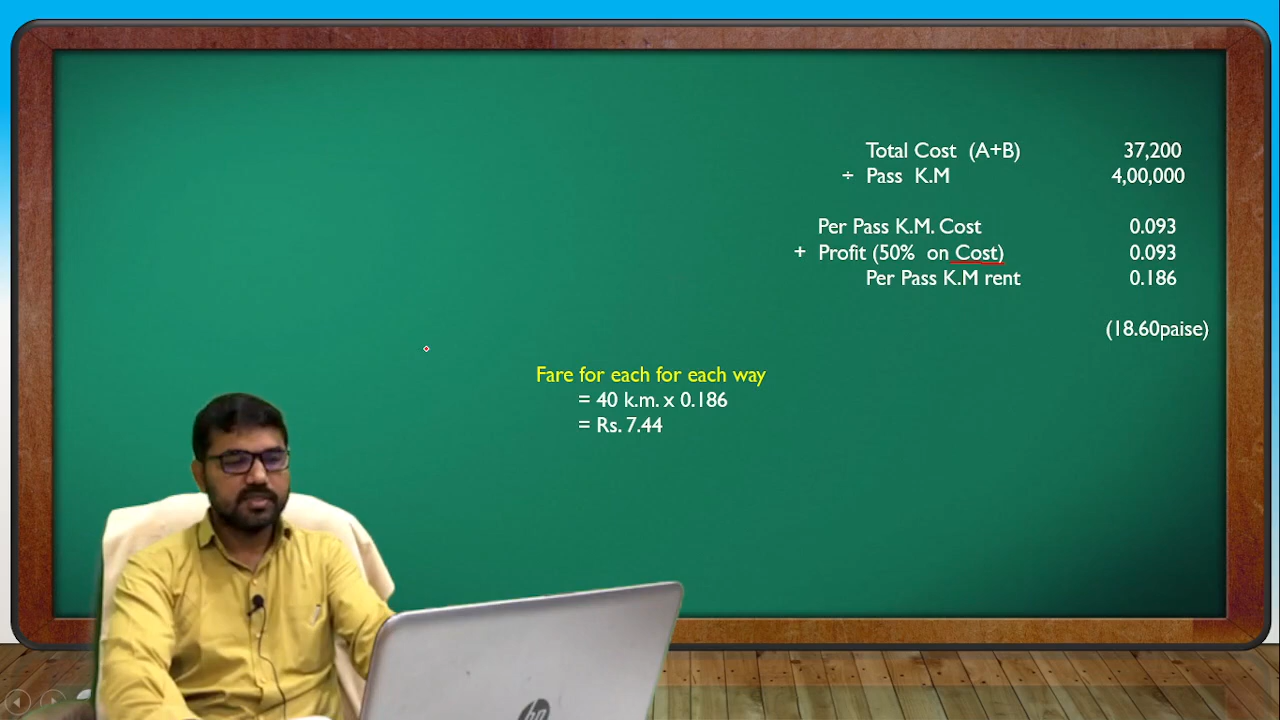 Total Cost (A+B) 37,200
÷ Pass K.M 4,00,000
Per Pass K.M. Cost 0.093
+ Profit (50% on Cost) 0.093
Per Pass K.M rent 0.186
(18.60paise)
Fare for each for each way
= 40 k.m. x 0.186
= Rs. 7.44
hp